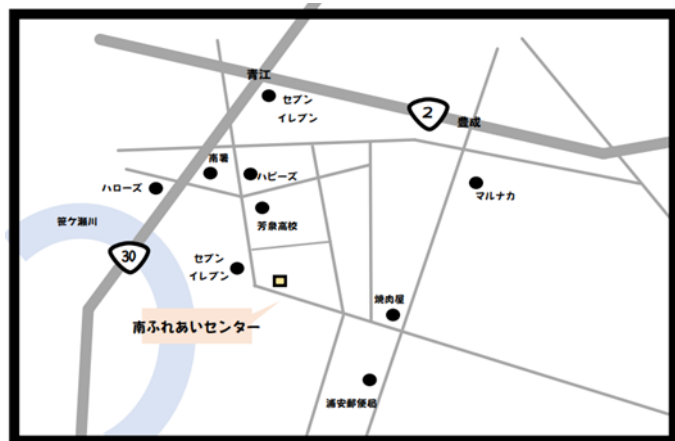 青江
セブン
イレブン
2
豊成
南署
ハピーズ
ハローズ
マルナカ
芳泉高校
笹ケ瀬川
30
セブン
イレブン
焼肉屋
南ふれあいセンター
浦安郵便局